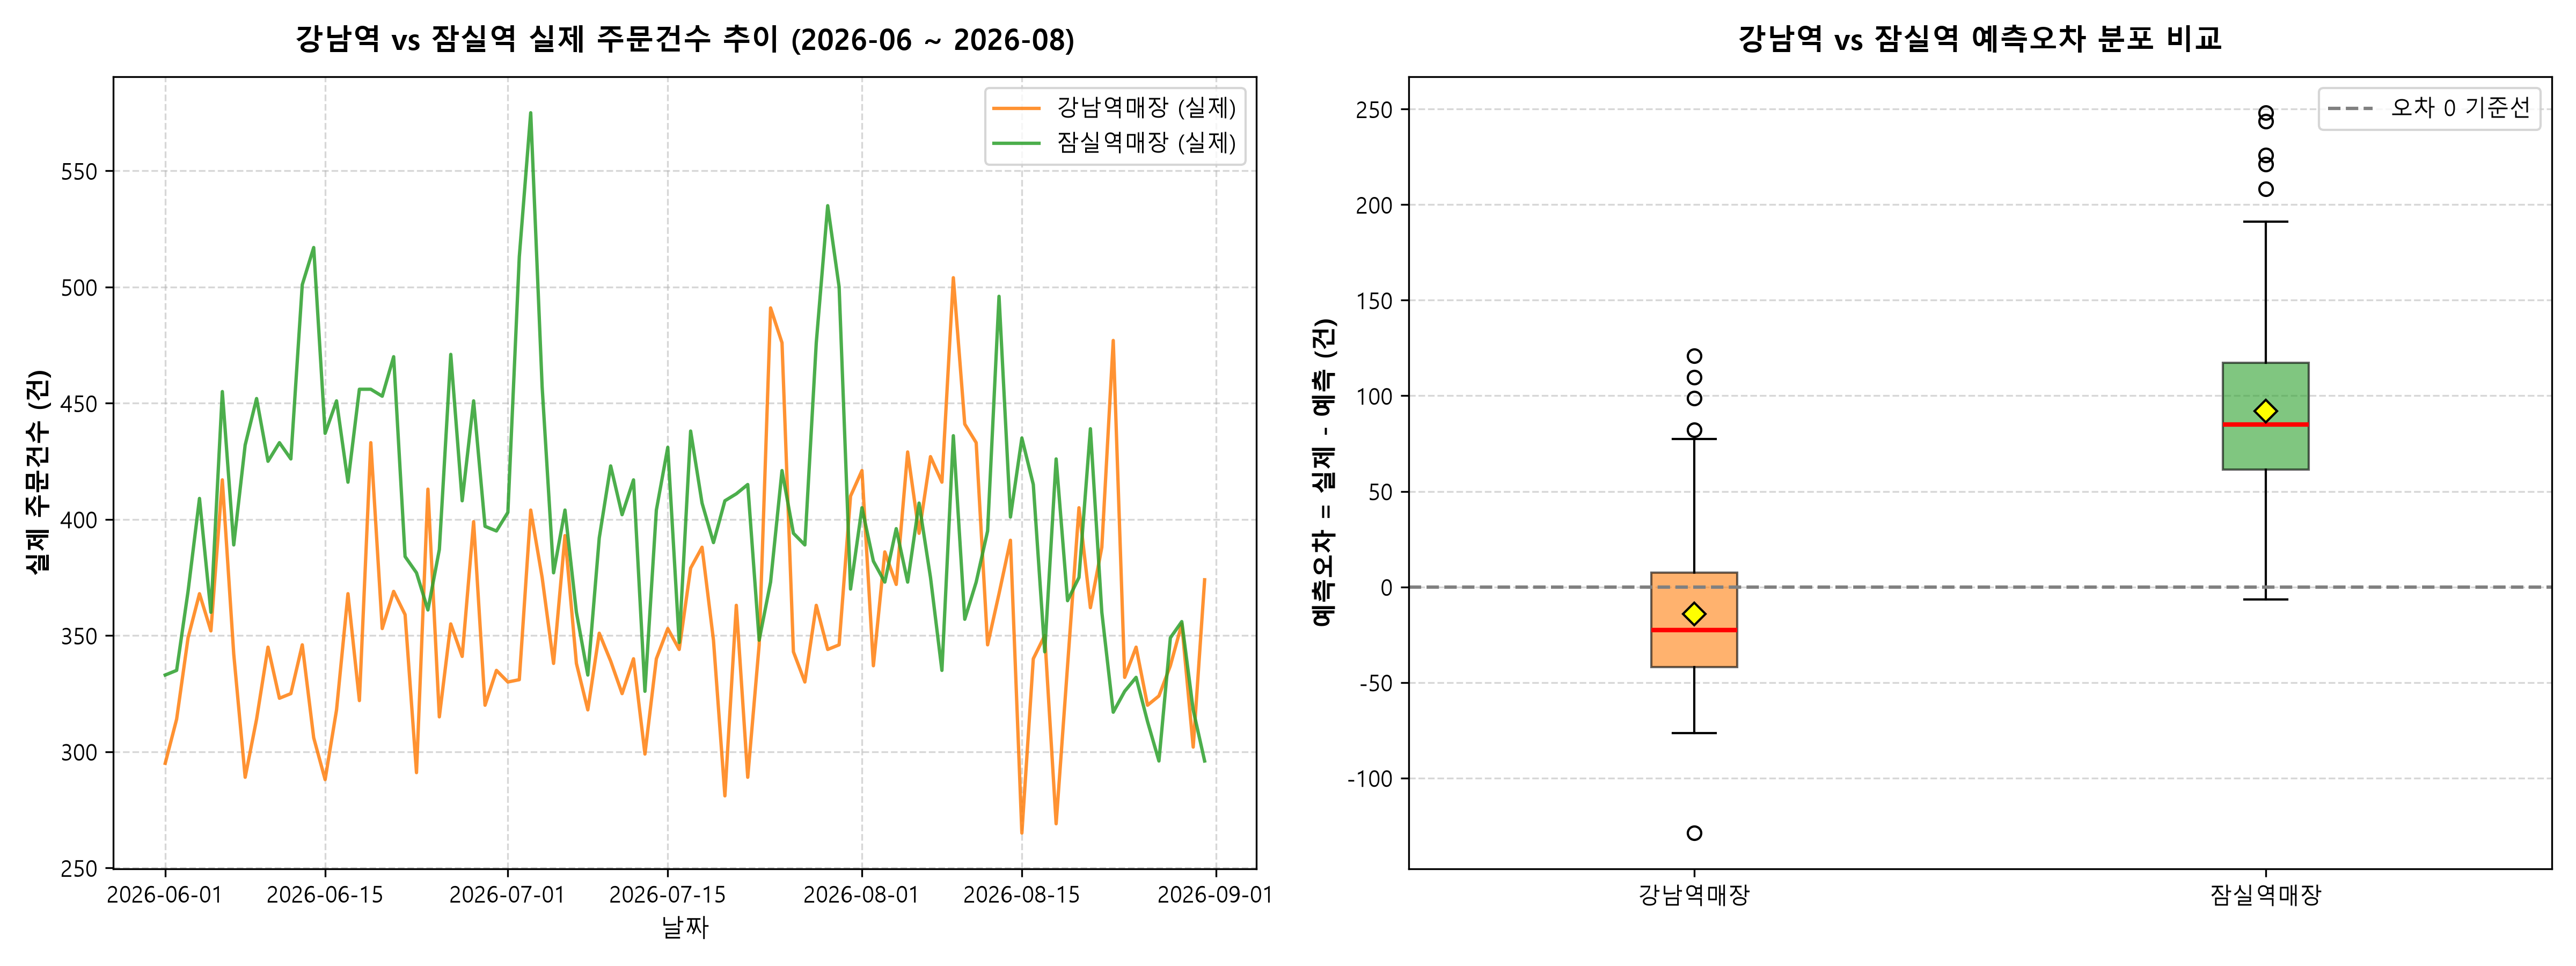 강남역 vs 잠실역 실제 주문건수 추이 (2026-06 ~ 2026-08)
강남역매장 (실제)
잠실역매장 (실제)
실제 주문건수 (건)
550
500
450
400
350
300
250
2026-06-01
2026-06-15
2026-07-01
2026-07-15
2026-08-01
2026-08-15
2026-09-01
날짜
강남역 vs 잠실역 예측오차 분포 비교
오차 0 기준선
예측오차 = 실제 - 예측 (건)
250
200
150
100
50
0
-50
-100
강남역매장
잠실역매장